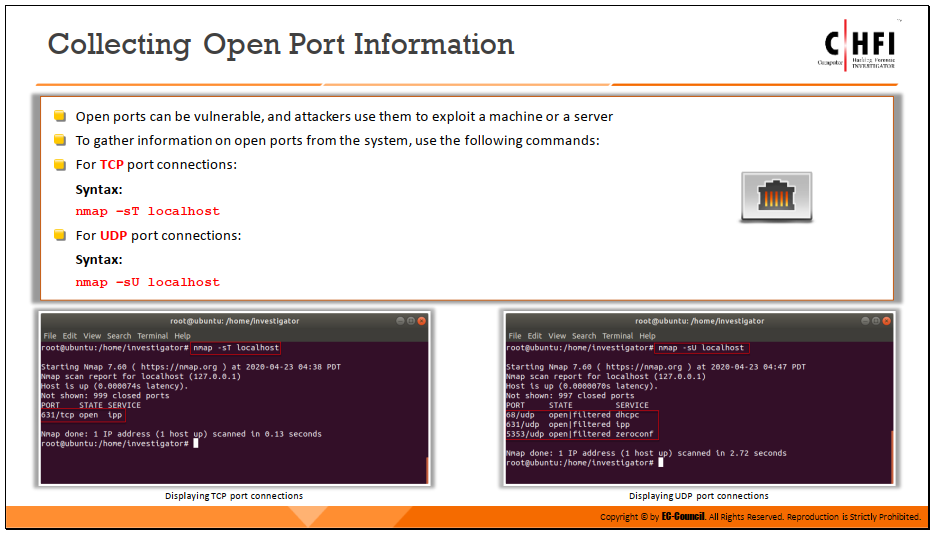 Collecting Open Port Information
CHFI
Computer Hacking Forensic
INVESTIGATOR
Open ports can be vulnerable, and attackers use them to exploit a machine or a server
To gather information on open ports from the system, use the following commands:
For TCP port connections:
Syntax:
nmap –sT localhost
For UDP port connections:
Syntax:
nmap –sU localhost
root@ubuntu: /home/investigator
File Edit View Search Terminal Help
root@ubuntu:/home/investigator# nmap -sT localhost
Starting Nmap 7.60 ( https://nmap.org ) at 2020-04-23 04:38 PDT
Nmap scan report for localhost (127.0.0.1)
Host is up (0.000074s latency).
Not shown: 999 closed ports
PORT STATE SERVICE
631/tcp open ipp
Nmap done: 1 IP address (1 host up) scanned in 0.13 seconds
root@ubuntu:/home/investigator#
Displaying TCP port connections
root@ubuntu: /home/investigator
File Edit View Search Terminal Help
root@ubuntu:/home/investigator# nmap -sU localhost
Starting Nmap 7.60 ( https://nmap.org ) at 2020-04-23 04:47 PDT
Nmap scan report for localhost (127.0.0.1)
Host is up (0.0000070s latency).
Not shown: 997 closed ports
PORT STATE SERVICE
68/udp open|filtered dhcpc
631/udp open|filtered ipp
5353/udp open|filtered zeroconf
Nmap done: 1 IP address (1 host up) scanned in 2.72 seconds
root@ubuntu:/home/investigator#
Displaying UDP port connections
Copyright © by EC-Council. All Rights Reserved. Reproduction is Strictly Prohibited.